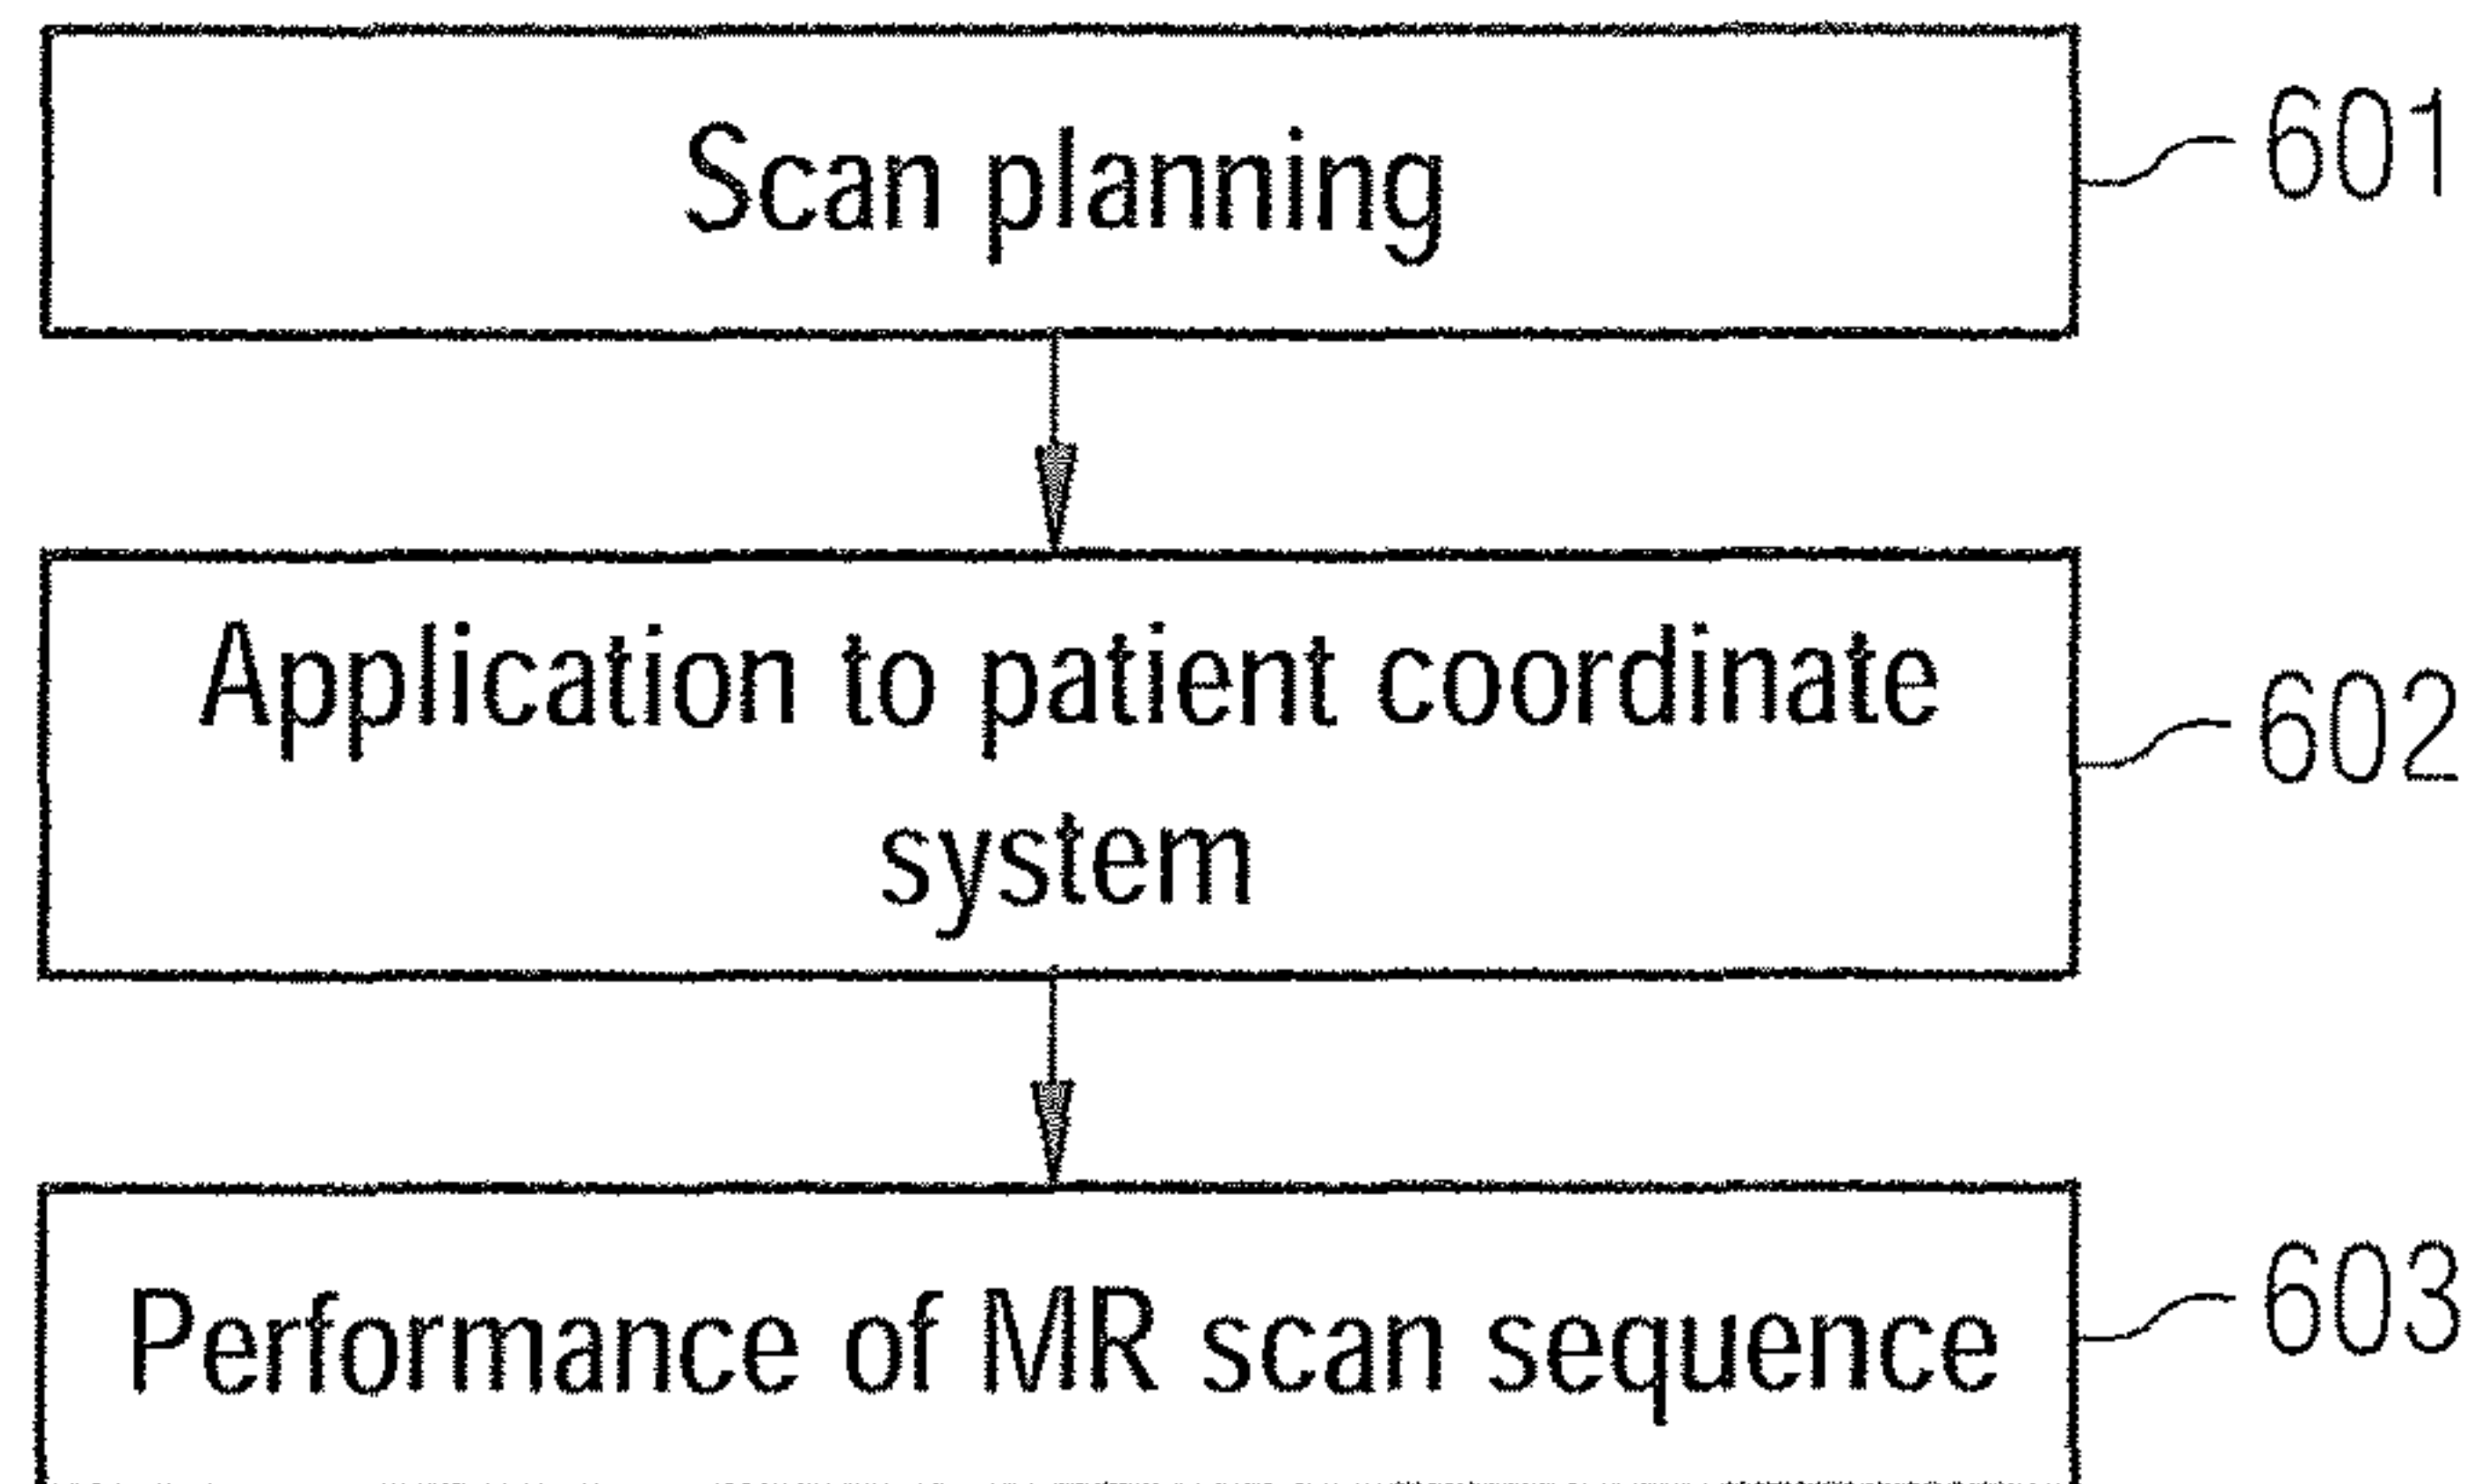 Scan planning
601
Application to patient coordinate
system
602
Performance of MR scan sequence
603